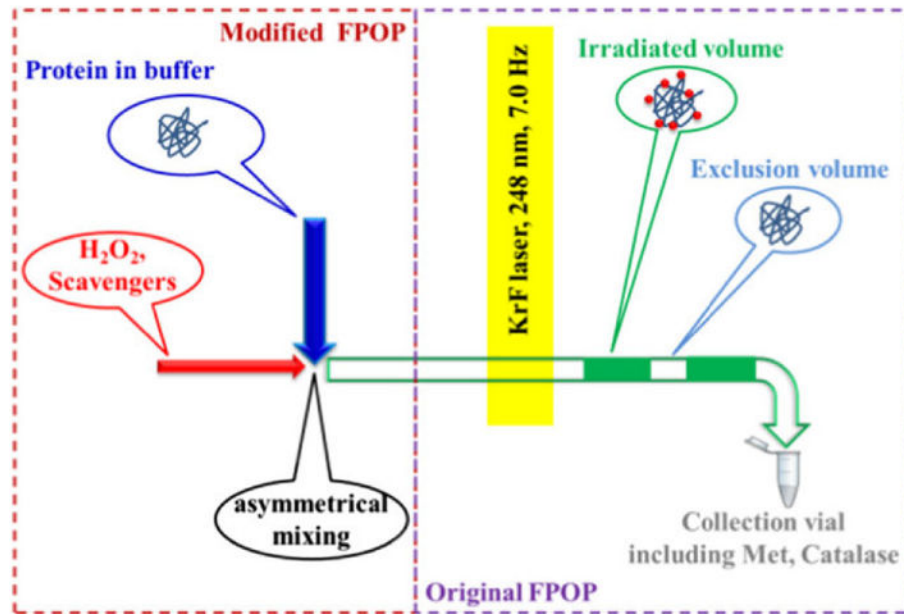 Modified FPOP
Protein in buffer
H₂O₂,
Scavengers
asymmetrical
mixing
KrF laser, 248 nm, 7.0 Hz
Irradiated volume
Exclusion volume
Collection vial
including Met, Catalase
Original FPOP